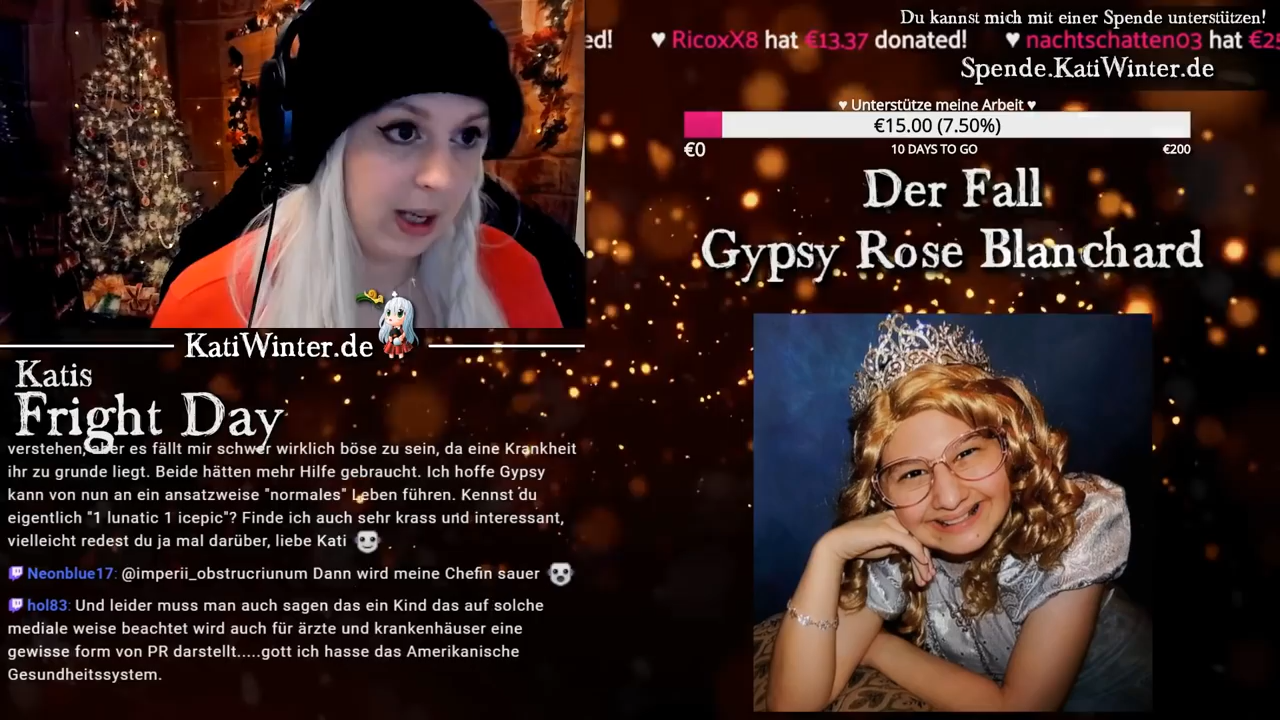 Du kannst mich mit einer Spende unterstützen!
ed! ♥ RicoxX8 hat €13.37 donated! ♥ nachtschatten03 hat
Spende.KatiWinter.de
♥ Unterstütze meine Arbeit ♥
€15.00 (7.50%)
€0 10 DAYS TO GO €200
Der Fall
Gypsy Rose Blanchard
KatiWinter.de
Katis
Fright Day
verstehen, aber es fällt mir schwer wirklich böse zu sein, da eine Krankheit
ihr zu grunde liegt. Beide hätten mehr Hilfe gebraucht. Ich hoffe Gypsy
kann von nun an ein ansatzweise "normales" Leben führen. Kennst du
eigentlich "1 lunatic 1 icepic"? Finde ich auch sehr krass und interessant,
vielleicht redest du ja mal darüber, liebe Kati
Neonblue17: @imperii_obstrucriunum Dann wird meine Chefin sauer
hol83: Und leider muss man auch sagen das ein Kind das auf solche
mediale weise beachtet wird auch für ärzte und krankenhäuser eine
gewisse form von PR darstellt.....gott ich hasse das Amerikanische
Gesundheitssystem.